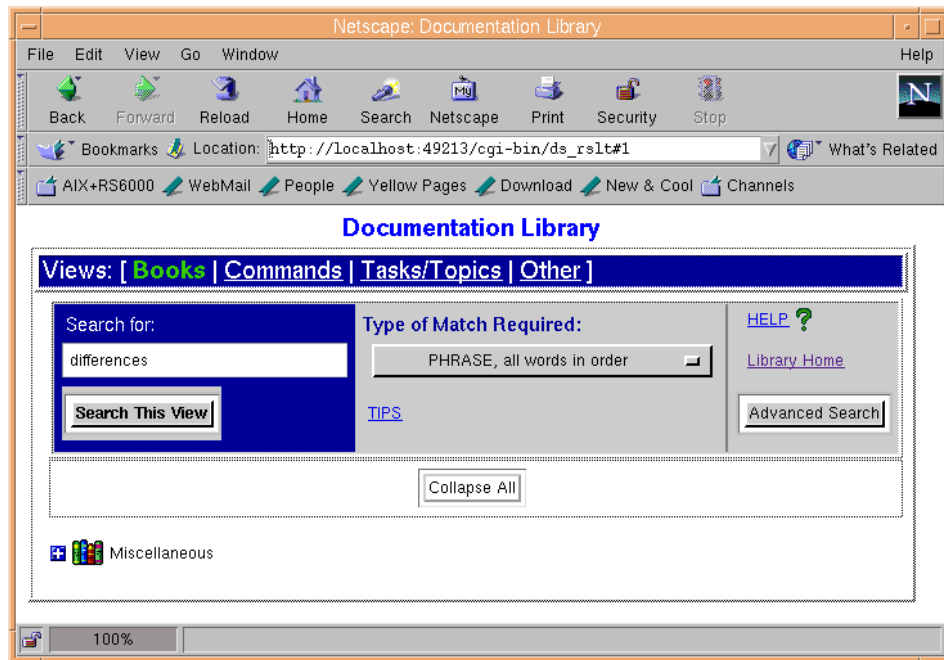 Netscape: Documentation Library
File Edit View Go Window Help
Back Forward Reload Home Search Netscape Print Security Stop
My
N
Bookmarks Location: http://localhost:49213/cgi-bin/ds_rslt#1 What's Related
AIX+RS6000 WebMail People Yellow Pages Download New & Cool Channels
Documentation Library
Views: [ Books | Commands | Tasks/Topics | Other ]
Search for: Type of Match Required: HELP ?
differences PHRASE, all words in order Library Home
Search This View TIPS Advanced Search
Collapse All
Miscellaneous
100%